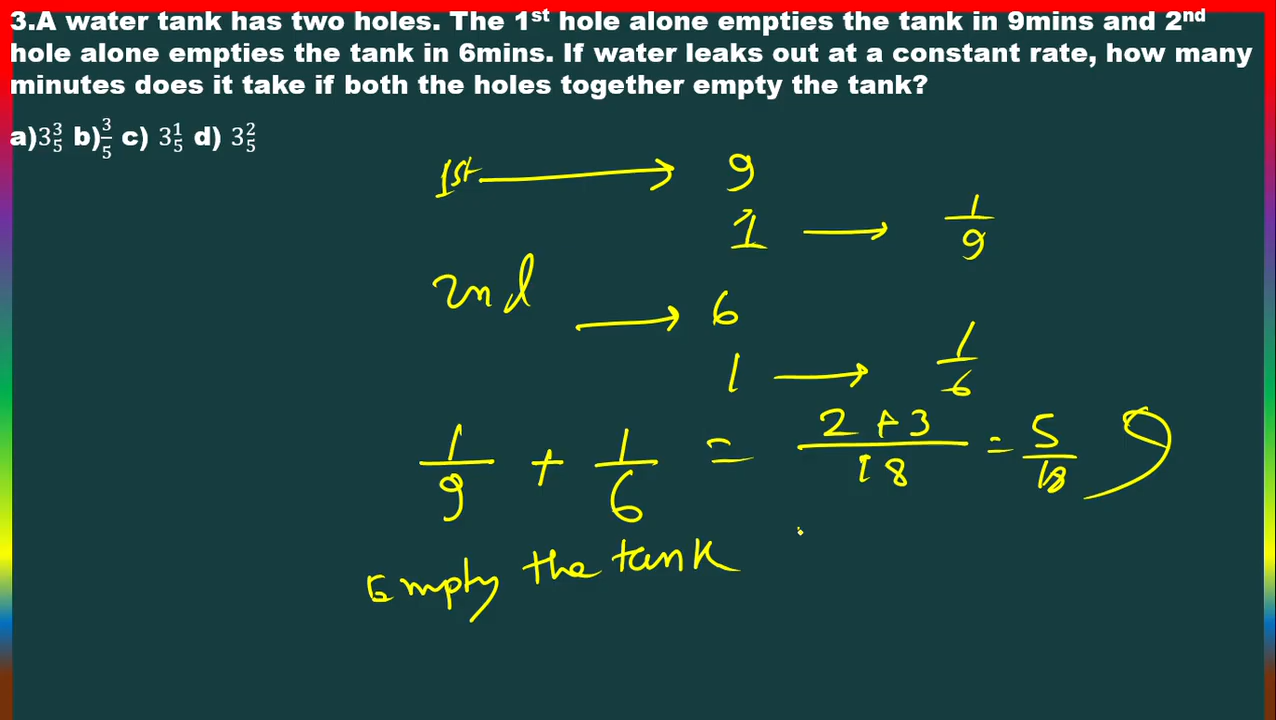 3.A water tank has two holes. The 1st hole alone empties the tank in 9mins and 2nd
hole alone empties the tank in 6mins. If water leaks out at a constant rate, how many
minutes does it take if both the holes together empty the tank?
a)3 3/5 b) 3/5 c) 3 1/5 d) 3 2/5
1st → 9
1 → 1/9
2nd → 6
1 → 1/6
1/9 + 1/6 = 2+3/18 = 5/18
Empty the tank